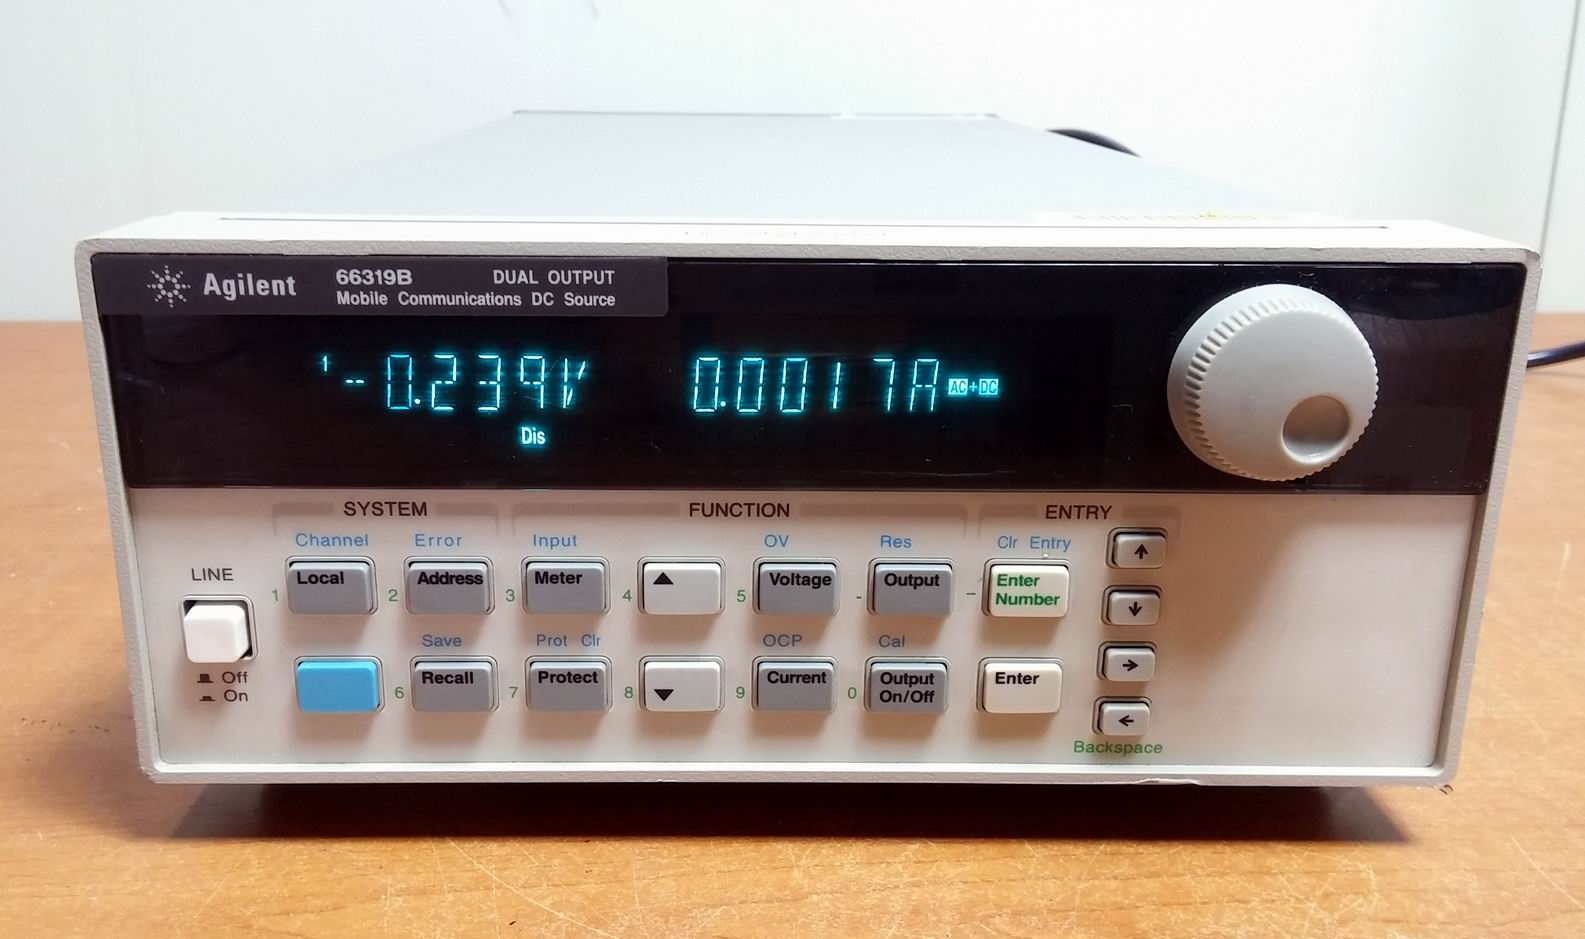 Agilent 66319B DUAL OUTPUT
Mobile Communications DC Source
1 -0.239V 0.0017A AC+DC
Dis
SYSTEM FUNCTION ENTRY
Channel Error Input OV Res Clr Entry
LINE
1 Local 2 Address 3 Meter 4 ▲ 5 Voltage - Output - Enter Number ↑
↓
Save Prot Clr OCP Cal
Off
On
6 Recall 7 Protect 8 ▼ 9 Current 0 Output On/Off Enter →
←
Backspace